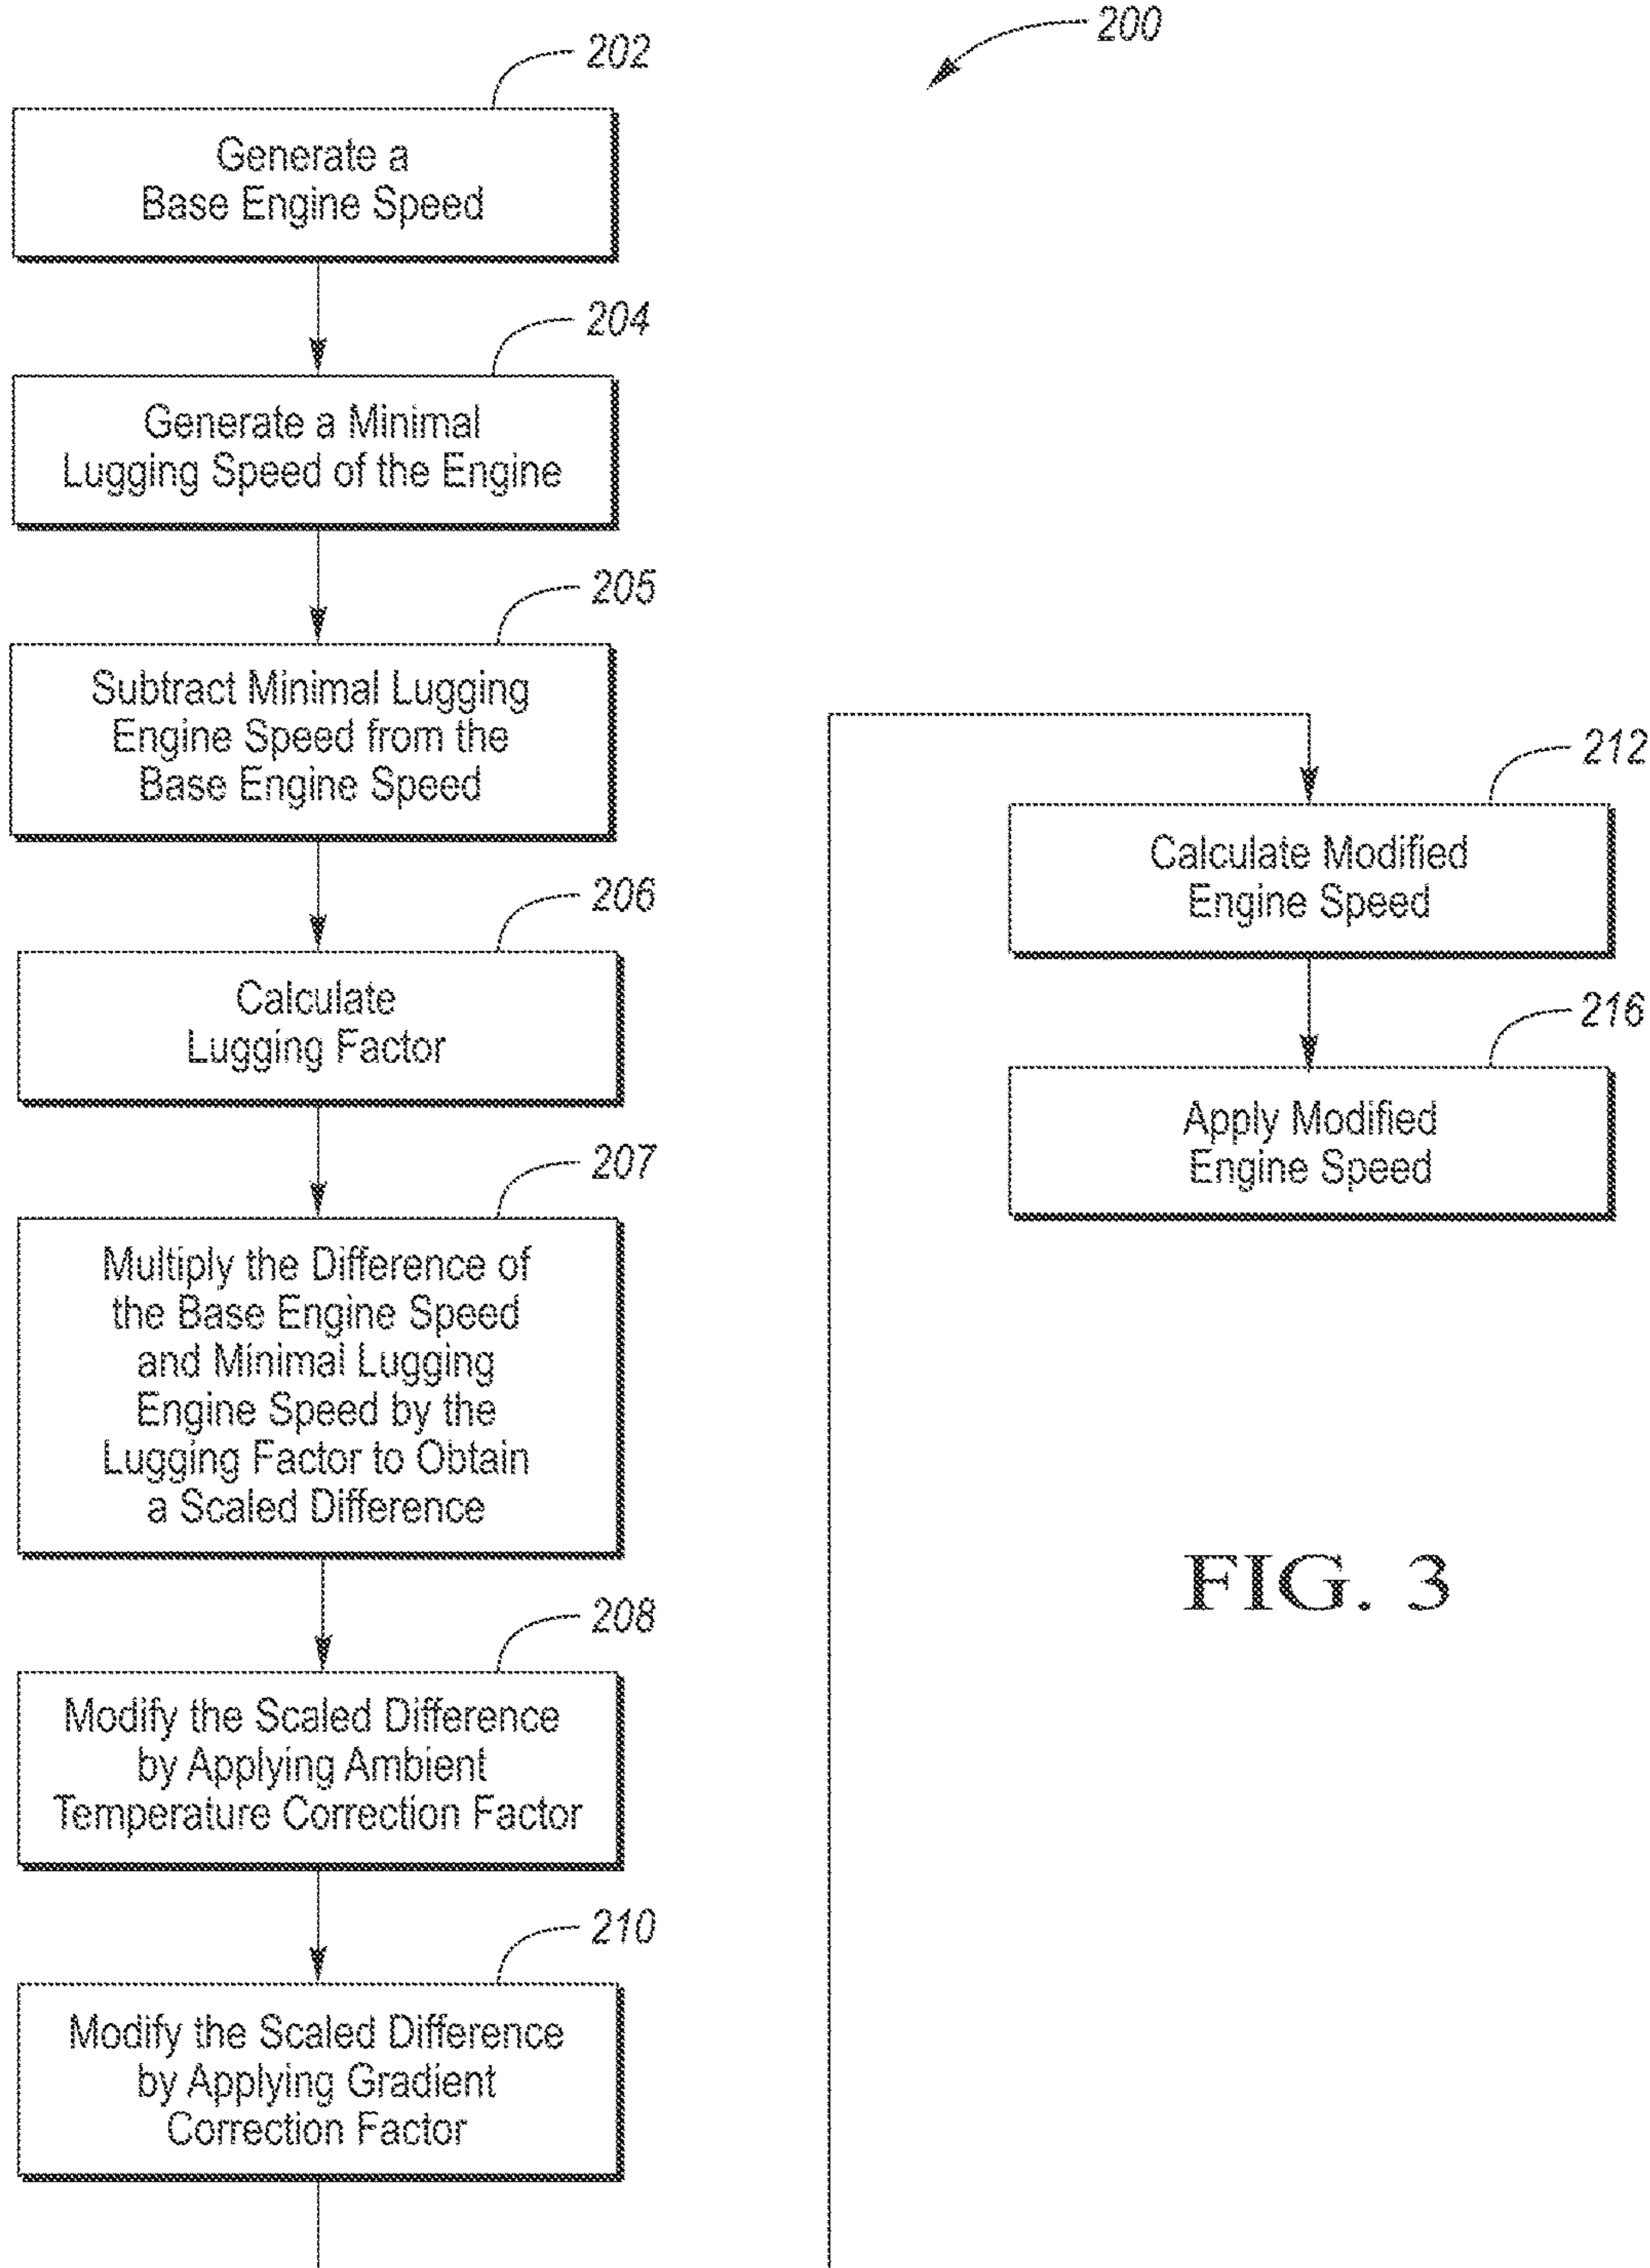 200
202
Generate a
Base Engine Speed
204
Generate a Minimal
Lugging Speed of the Engine
205
Subtract Minimal Lugging
Engine Speed from the
Base Engine Speed
206
Calculate
Lugging Factor
207
Multiply the Difference of
the Base Engine Speed
and Minimal Lugging
Engine Speed by the
Lugging Factor to Obtain
a Scaled Difference
208
Modify the Scaled Difference
by Applying Ambient
Temperature Correction Factor
210
Modify the Scaled Difference
by Applying Gradient
Correction Factor
212
Calculate Modified
Engine Speed
216
Apply Modified
Engine Speed
FIG. 3